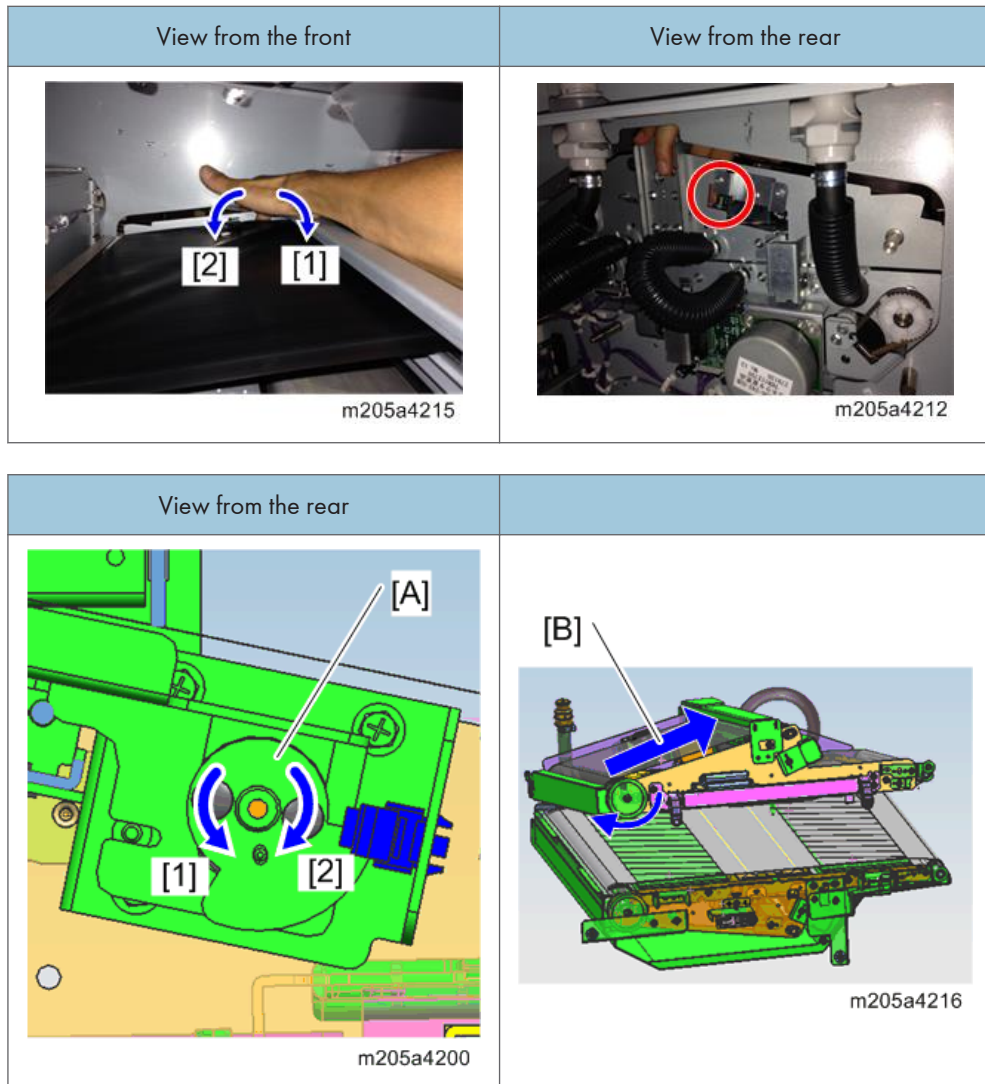 View from the front
View from the rear
[2]
[1]
m205a4215
m205a4212
View from the rear
[A]
[1]
[2]
[B]
m205a4200
m205a4216